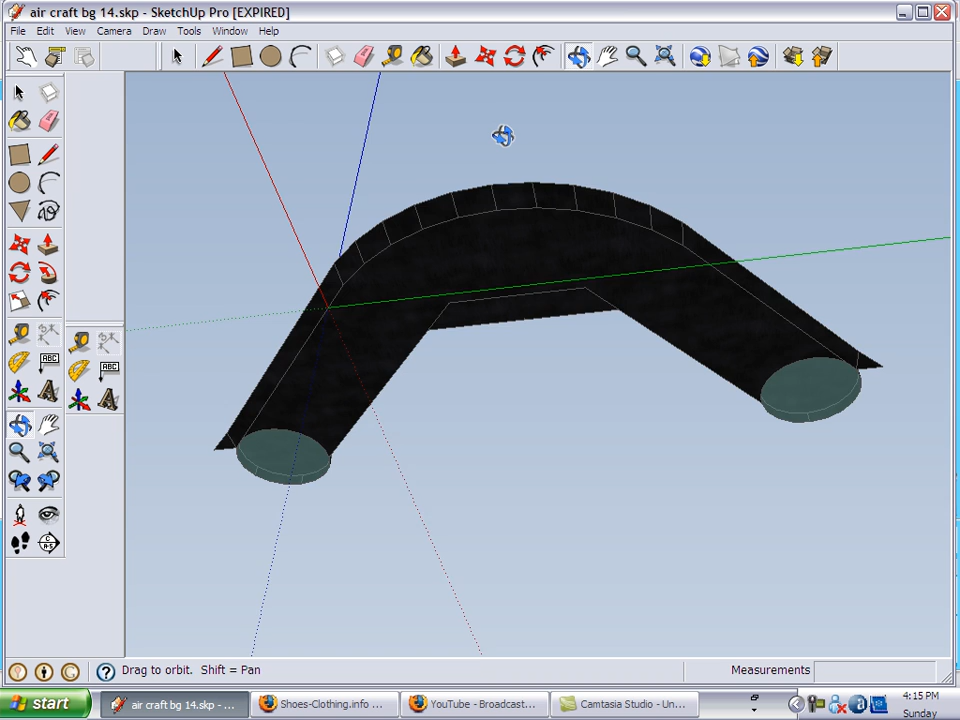 air craft bg 14.skp - SketchUp Pro [EXPIRED]
File Edit View Camera Draw Tools Window Help
ABC
ABC
Drag to orbit. Shift = Pan
Measurements
start
air craft bg 14.skp - ...
Shoes-Clothing.info ...
YouTube - Broadcast...
Camtasia Studio - Un...
4:15 PM
Sunday